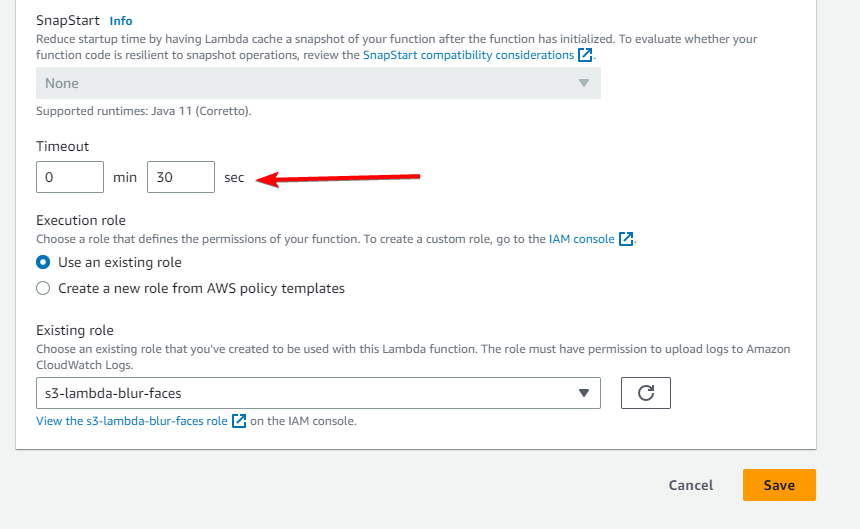 SnapStart Info
Reduce startup time by having Lambda cache a snapshot of your function after the function has initialized. To evaluate whether your
function code is resilient to snapshot operations, review the SnapStart compatibility considerations.
None
Supported runtimes: Java 11 (Corretto).
Timeout
0 min 30 sec
Execution role
Choose a role that defines the permissions of your function. To create a custom role, go to the IAM console.
Use an existing role
Create a new role from AWS policy templates
Existing role
Choose an existing role that you've created to be used with this Lambda function. The role must have permission to upload logs to Amazon
CloudWatch Logs.
s3-lambda-blur-faces
View the s3-lambda-blur-faces role on the IAM console.
Cancel Save